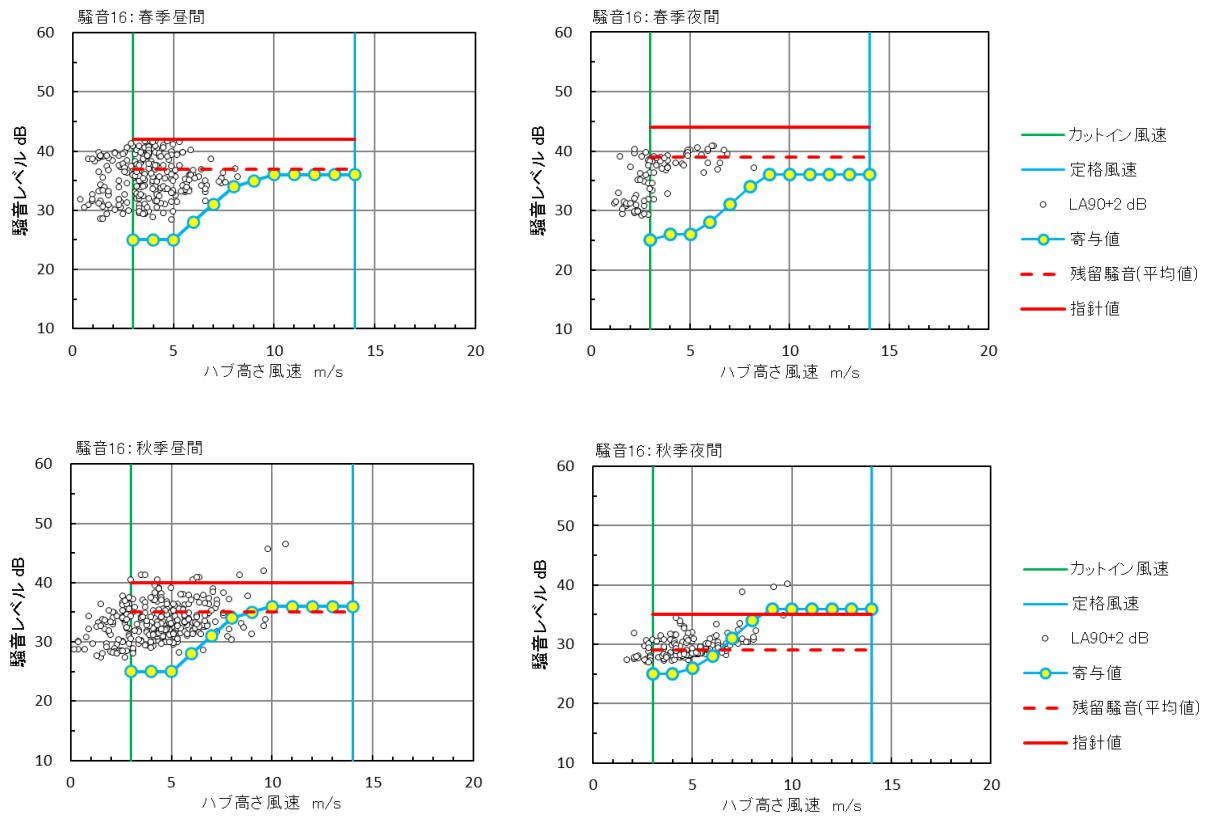 騒音16：春季昼間
60
50
40
30
20
10
騒音レベル dB
0
5
10
15
20
ハブ高さ風速 m/s
騒音16：春季夜間
60
50
40
30
20
10
騒音レベル dB
0
5
10
15
20
ハブ高さ風速 m/s
カットイン風速
定格風速
LA90+2 dB
寄与値
残留騒音(平均値)
指針値
騒音16：秋季昼間
60
50
40
30
20
10
騒音レベル dB
0
5
10
15
20
ハブ高さ風速 m/s
騒音16：秋季夜間
60
50
40
30
20
10
騒音レベル dB
0
5
10
15
20
ハブ高さ風速 m/s
カットイン風速
定格風速
LA90+2 dB
寄与値
残留騒音(平均値)
指針値